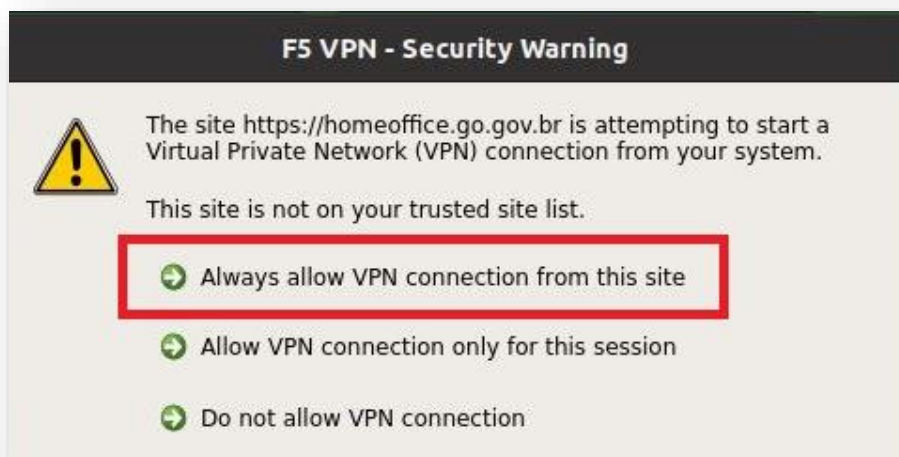 F5 VPN - Security Warning
The site https://homeoffice.go.gov.br is attempting to start a
Virtual Private Network (VPN) connection from your system.
This site is not on your trusted site list.
Always allow VPN connection from this site
Allow VPN connection only for this session
Do not allow VPN connection